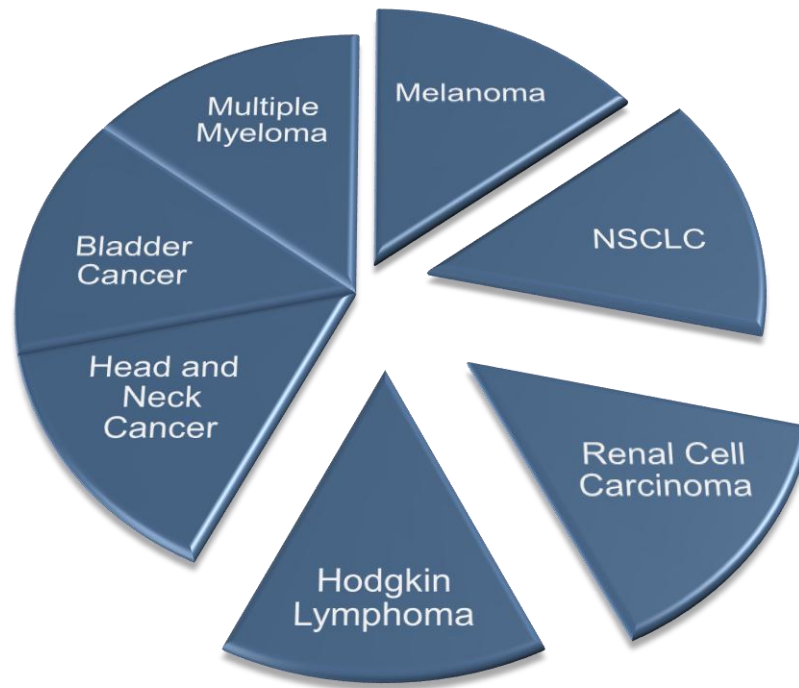 Multiple
Myeloma
Melanoma
NSCLC
Bladder
Cancer
Head and
Neck
Cancer
Renal Cell
Carcinoma
Hodgkin
Lymphoma